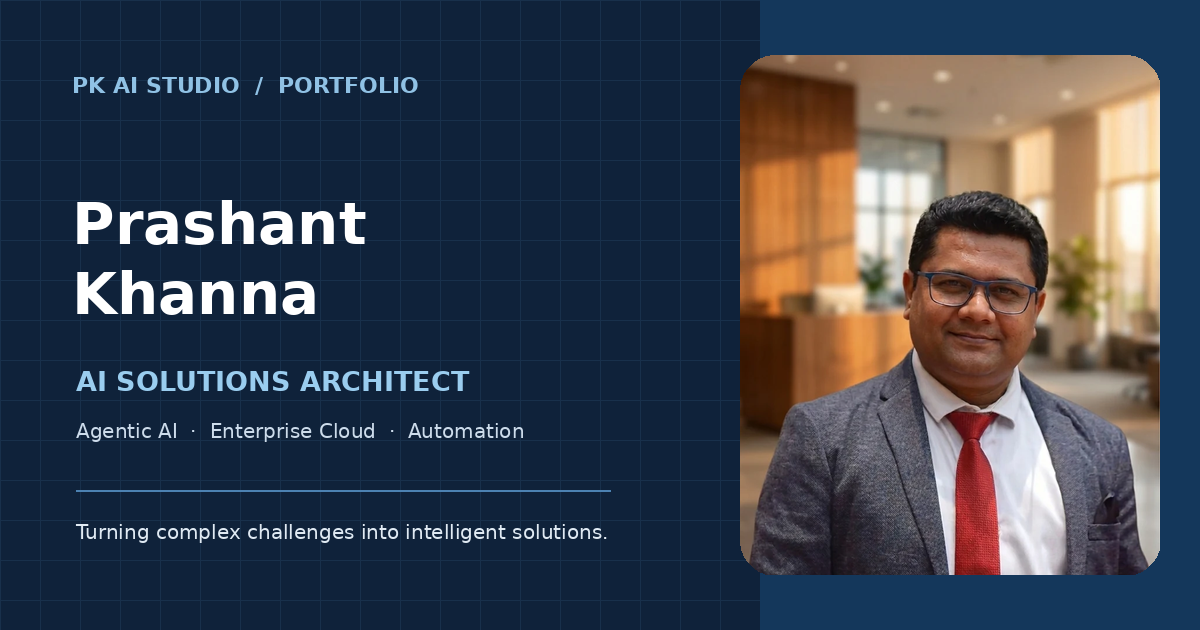 PK AI STUDIO / PORTFOLIO
Prashant
Khanna
AI SOLUTIONS ARCHITECT
Agentic AI · Enterprise Cloud · Automation
Turning complex challenges into intelligent solutions.